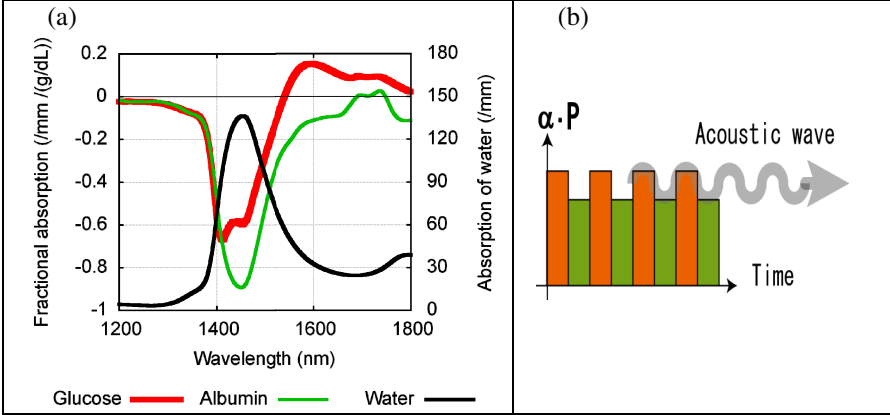 (a)
(b)
0.2
0
-0.2
-0.4
-0.6
-0.8
-1
Fractional absorption (/mm /(g/dL))
180
150
120
90
60
30
0
Absorption of water (/mm)
1200 1400 1600 1800
Wavelength (nm)
Glucose Albumin Water
α·P
Acoustic wave
Time